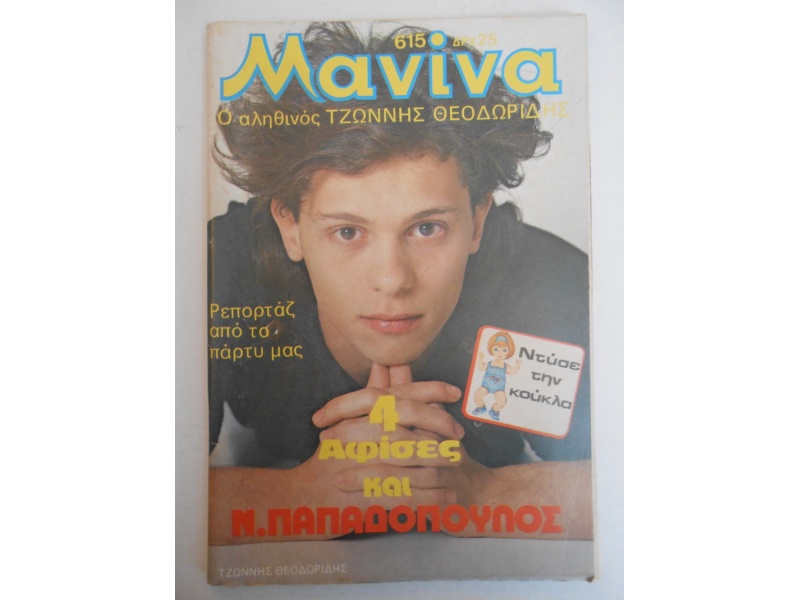 615 ΔΡΧ 25
Μανίνα
Ο αληθινός ΤΖΩΝΝΗΣ ΘΕΟΔΩΡΙΔΗΣ
Ρεπορτάζ
από το
πάρτυ μας
Ντύσε
την
κούκλα
4
Αφίσες
και
Ν.ΠΑΠΑΔΟΠΟΥΛΟΣ
ΤΖΩΝΝΗΣ ΘΕΟΔΩΡΙΔΗΣ